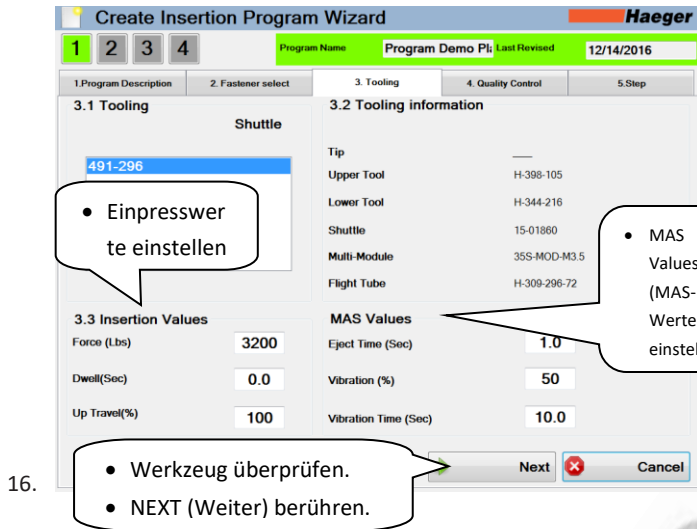 Create Insertion Program Wizard
Haeger
1 2 3 4
Program Name Program Demo Pl Last Revised 12/14/2016
1.Program Description 2. Fastener select 3. Tooling 4. Quality Control 5.Step
3.1 Tooling
Shuttle
491-296
3.2 Tooling information
Tip
Upper Tool H-398-105
Lower Tool H-344-216
Shuttle 15-01860
Multi-Module 35S-MOD-M3.5
Flight Tube H-309-296-72
• Einpresswer
te einstellen
• MAS
Values
(MAS-
Werte
einstel
3.3 Insertion Values
Force (Lbs) 3200
Dwell(Sec) 0.0
Up Travel(%) 100
MAS Values
Eject Time (Sec) 1.0
Vibration (%) 50
Vibration Time (Sec) 10.0
Next Cancel
16.
• Werkzeug überprüfen.
• NEXT (Weiter) berühren.